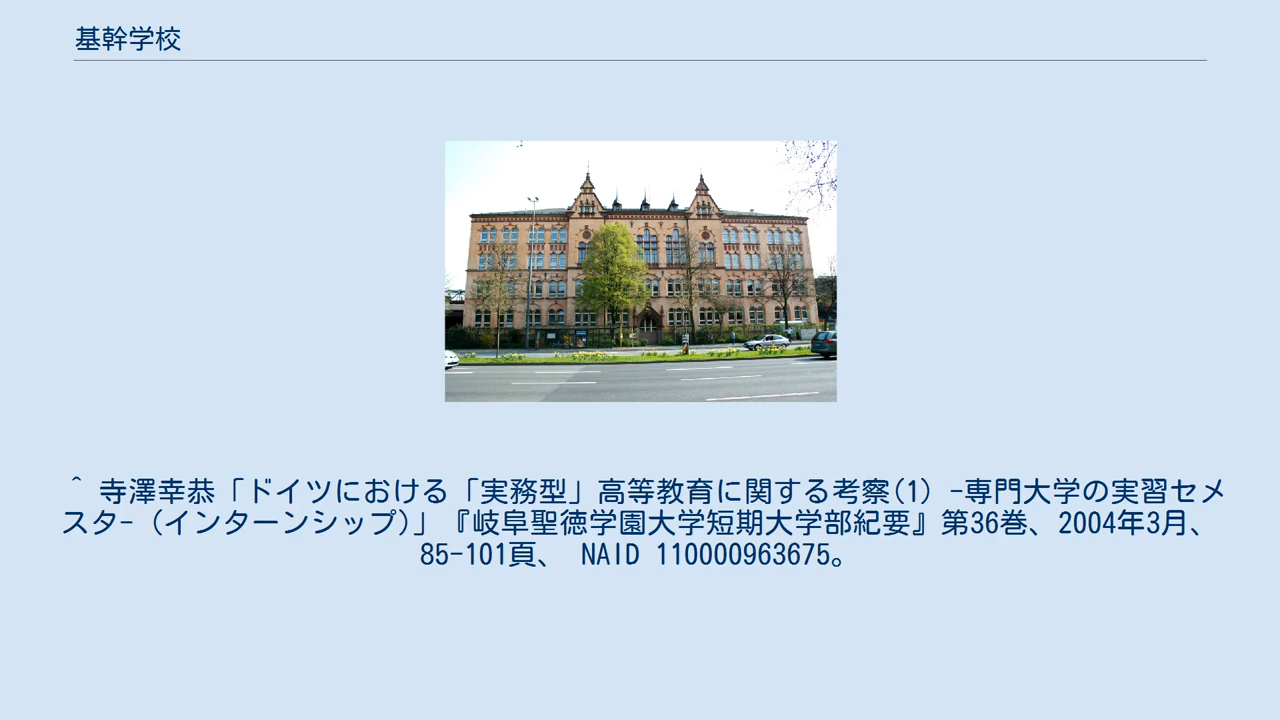 基幹学校
^ 寺澤幸恭「ドイツにおける「実務型」高等教育に関する考察(1) -専門大学の実習セメ
スタ- (インターンシップ)」『岐阜聖徳学園大学短期大学部紀要』第36巻、2004年3月、
85-101頁、 NAID 110000963675。